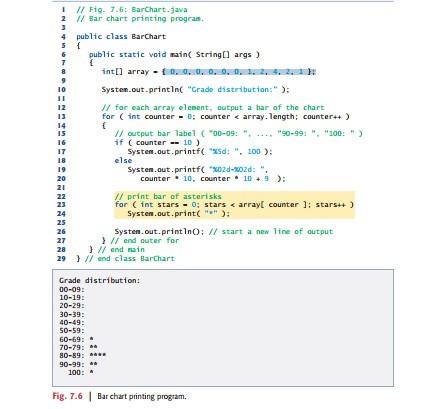 1 // Fig. 7.6: BarChart.java
2 // Bar chart printing program.
3
4 public class BarChart
5 {
6 public static void main( String[] args )
7 {
8 int[] array = { 0, 0, 0, 0, 0, 0, 1, 2, 4, 2, 1 };
9
10 System.out.println( "Grade distribution:" );
11
12 // for each array element, output a bar of the chart
13 for ( int counter = 0; counter < array.length; counter++ )
14 {
15 // output bar label ( "00-09: ", ..., "90-99: ", "100: " )
16 if ( counter == 10 )
17 System.out.printf( "%5d: ", 100 );
18 else
19 System.out.printf( "%02d-%02d: ",
20 counter * 10, counter * 10 + 9 );
21
22 // print bar of asterisks
23 for ( int stars = 0; stars < array[ counter ]; stars++ )
24 System.out.print( "*" );
25
26 System.out.println(); // start a new line of output
27 } // end outer for
28 } // end main
29 } // end class BarChart
Grade distribution:
00-09:
10-19:
20-29:
30-39:
40-49:
50-59:
60-69: *
70-79: **
80-89: ****
90-99: **
100: *
Fig. 7.6 | Bar chart printing program.